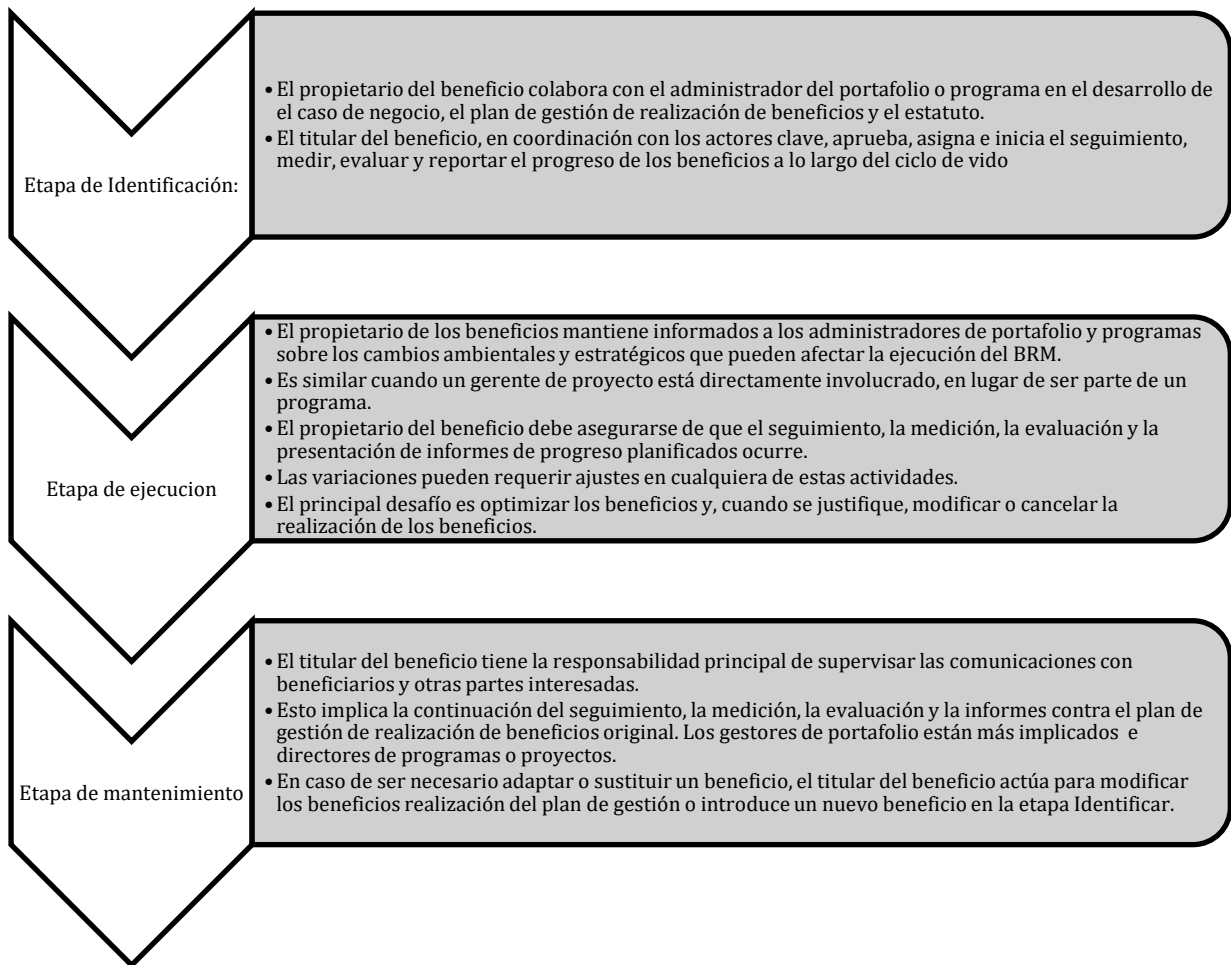 Etapa de Identificación:
• El propietario del beneficio colabora con el administrador del portafolio o programa en el desarrollo de
el caso de negocio, el plan de gestión de realización de beneficios y el estatuto.
• El titular del beneficio, en coordinación con los actores clave, aprueba, asigna e inicia el seguimiento,
medir, evaluar y reportar el progreso de los beneficios a lo largo del ciclo de vido
Etapa de ejecucion
• El propietario de los beneficios mantiene informados a los administradores de portafolio y programas
sobre los cambios ambientales y estratégicos que pueden afectar la ejecución del BRM.
• Es similar cuando un gerente de proyecto está directamente involucrado, en lugar de ser parte de un
programa.
• El propietario del beneficio debe asegurarse de que el seguimiento, la medición, la evaluación y la
presentación de informes de progreso planificados ocurre.
• Las variaciones pueden requerir ajustes en cualquiera de estas actividades.
• El principal desafío es optimizar los beneficios y, cuando se justifique, modificar o cancelar la
realización de los beneficios.
Etapa de mantenimiento
• El titular del beneficio tiene la responsabilidad principal de supervisar las comunicaciones con
beneficiarios y otras partes interesadas.
• Esto implica la continuación del seguimiento, la medición, la evaluación y la informes contra el plan de
gestión de realización de beneficios original. Los gestores de portafolio están más implicados e
directores de programas o proyectos.
• En caso de ser necesario adaptar o sustituir un beneficio, el titular del beneficio actúa para modificar
los beneficios realización del plan de gestión o introduce un nuevo beneficio en la etapa Identificar.